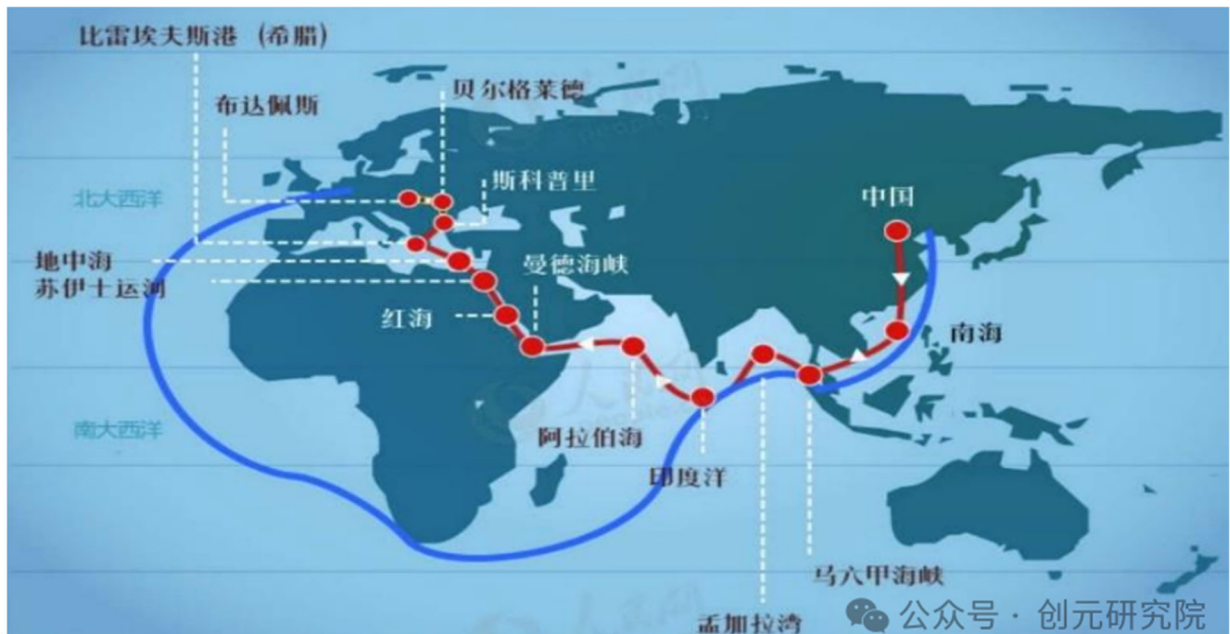 比雷埃夫斯港（希腊）
贝尔格莱德
布达佩斯
斯科普里
北大西洋
中国
地中海
曼德海峡
苏伊士运河
红海
南海
南大西洋
阿拉伯海
印度洋
马六甲海峡
孟加拉湾
公众号 · 创元研究院